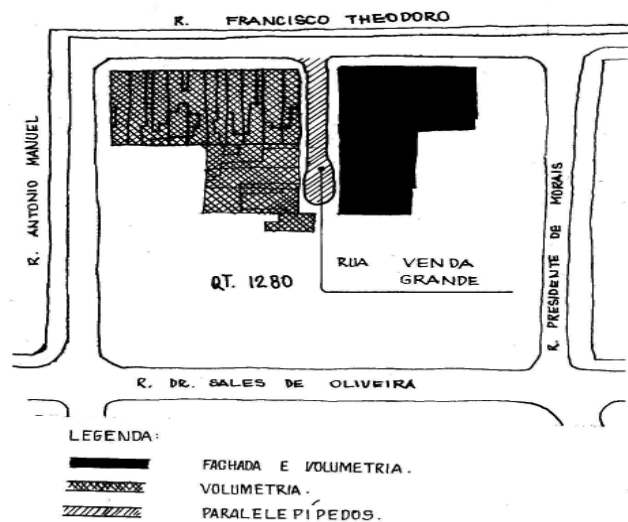 R. FRANCISCO THEODORO
R. ANTONIO MANUEL
R. PRESIDENTE DE MORAIS
RUA VENDA
GRANDE
QT. 1280
R. DR. SALES DE OLIVEIRA
LEGENDA:
FACHADA E VOLUMETRIA.
VOLUMETRIA.
PARALELEPÍPEDOS.